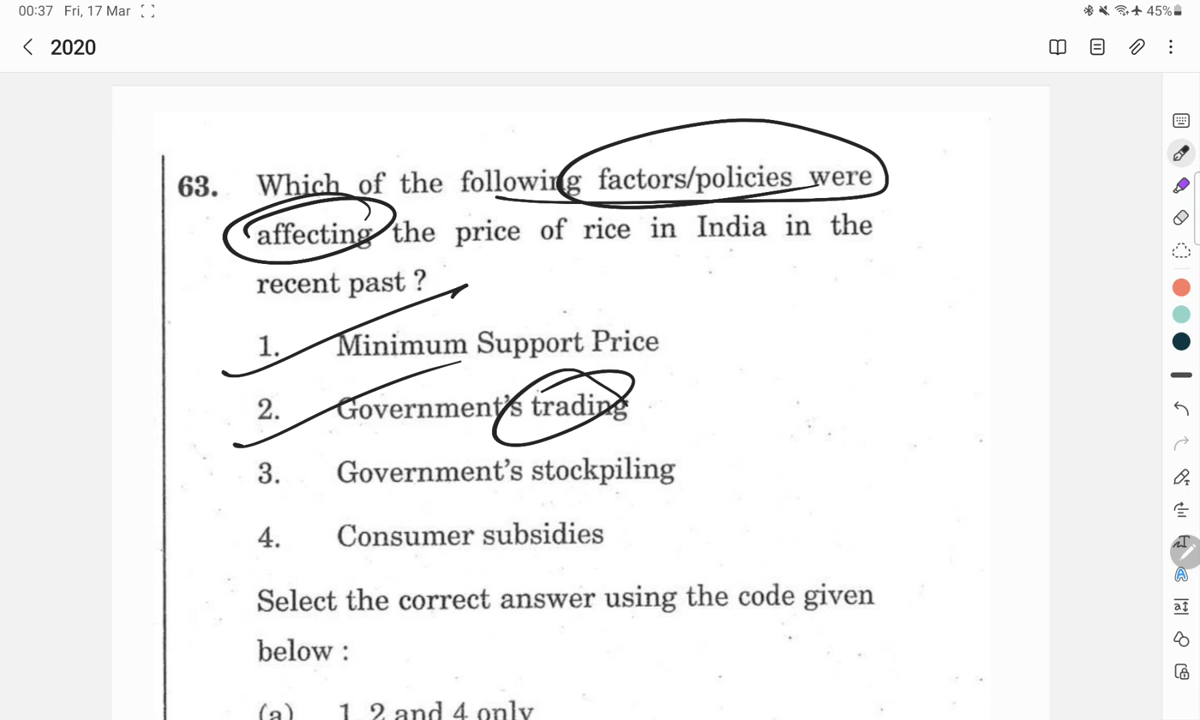 00:37 Fri, 17 Mar
45%
2020
63. Which of the following factors/policies were
affecting the price of rice in India in the
recent past ?
1. Minimum Support Price
2. Government's trading
3. Government's stockpiling
4. Consumer subsidies
Select the correct answer using the code given
below :
(a) 1, 2 and 4 only